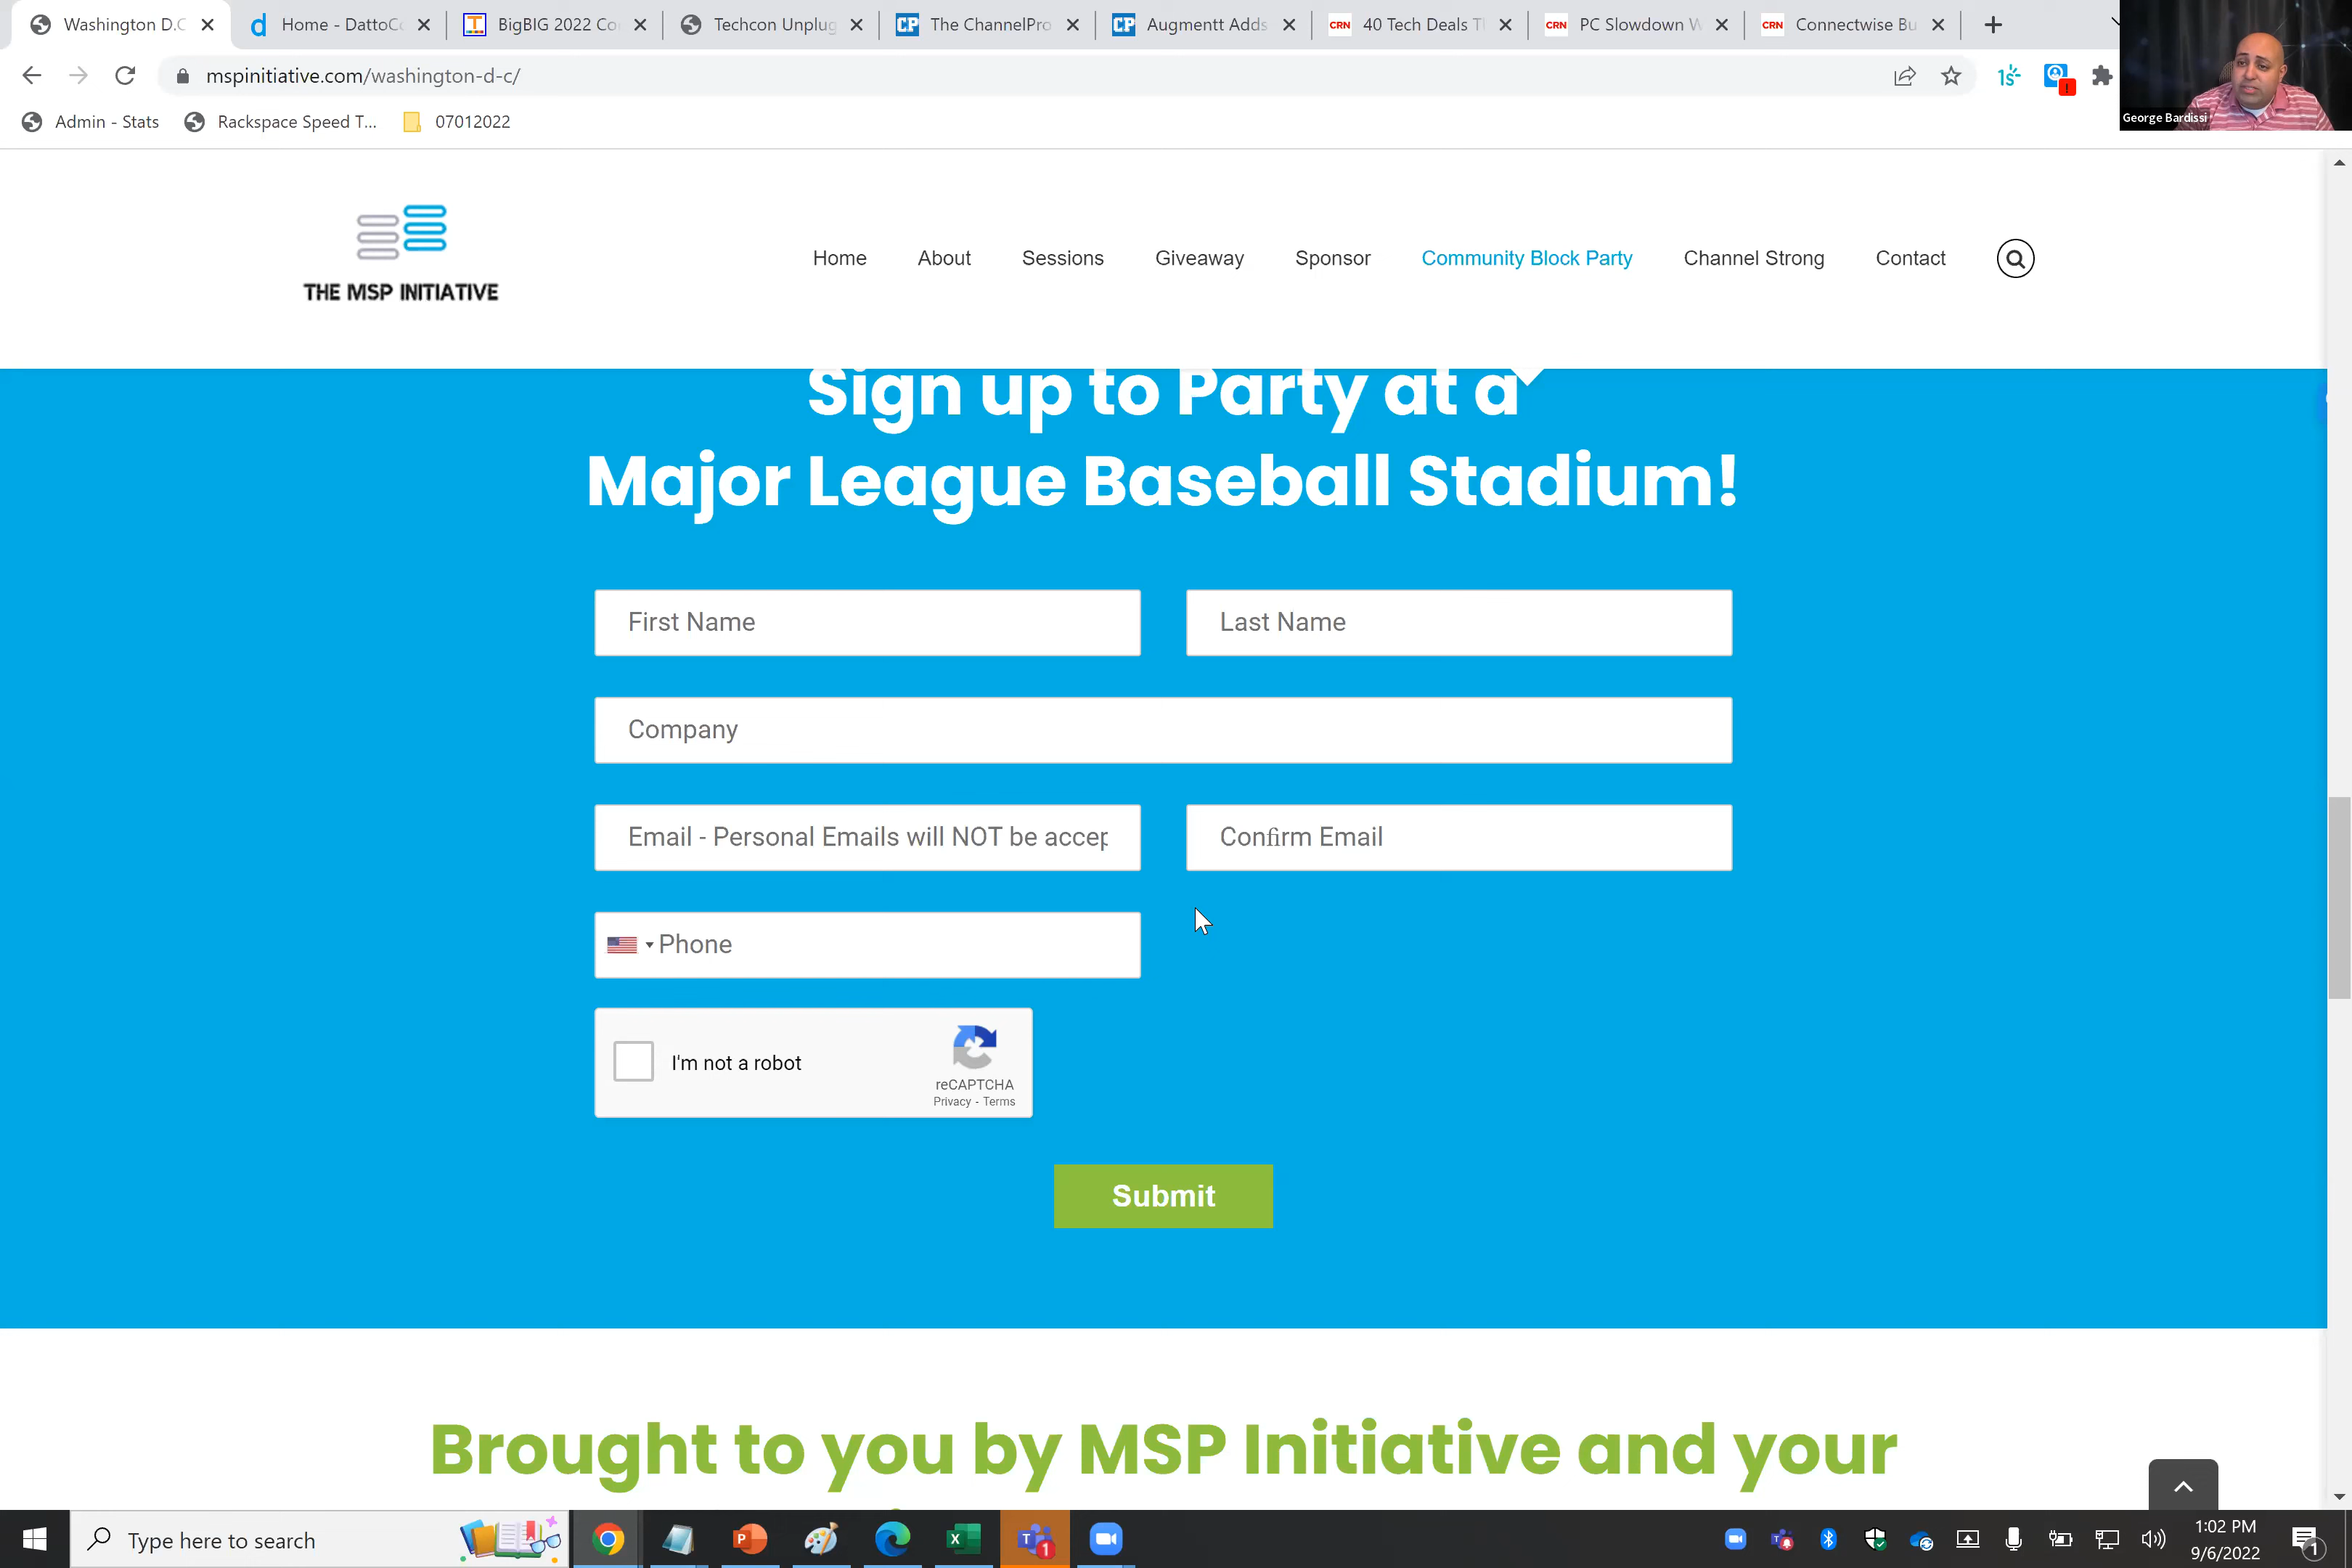 Washington D.C
Home - DattoCo
BigBIG 2022 Co
Techcon Unplug
The ChannelPro
Augmentt Adds
40 Tech Deals T
PC Slowdown W
Connectwise Bu
mspinitiative.com/washington-d-c/
George Bardissi
Admin - Stats
Rackspace Speed T...
07012022
THE MSP INITIATIVE
Home
About
Sessions
Giveaway
Sponsor
Community Block Party
Channel Strong
Contact
Sign up to Party at a
Major League Baseball Stadium!
First Name
Last Name
Company
Email - Personal Emails will NOT be accep
Confirm Email
Phone
I'm not a robot
reCAPTCHA
Privacy - Terms
Submit
Brought to you by MSP Initiative and your
Type here to search
1:02 PM
9/6/2022